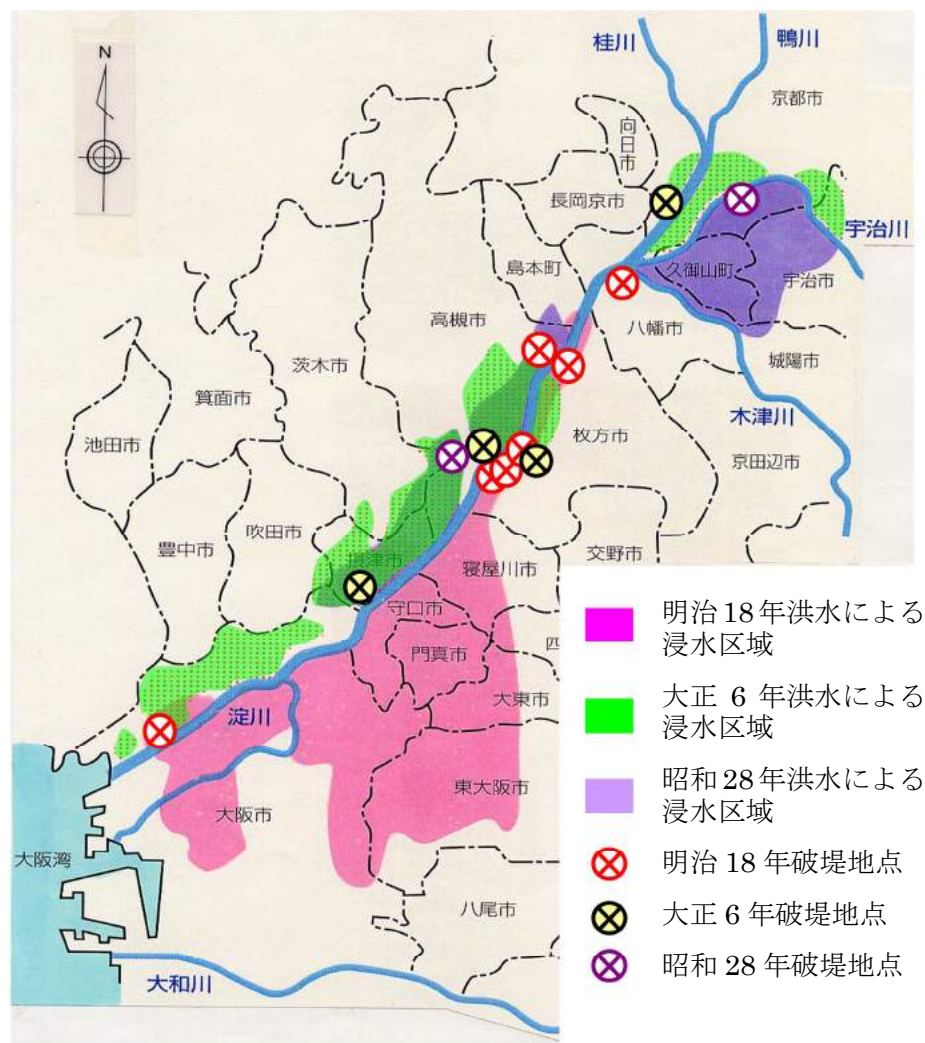 N
桂川
鴨川
京都市
向日市
長岡京市
宇治川
島本町
久御山町
宇治市
高槻市
八幡市
茨木市
城陽市
箕面市
木津川
池田市
枚方市
京田辺市
吹田市
豊中市
摂津市
寝屋川市
交野市
守口市
門真市
四
大東市
淀川
東大阪市
大阪市
大阪湾
八尾市
大和川
明治18年洪水による
浸水区域
大正 6 年洪水による
浸水区域
昭和28年洪水による
浸水区域
明治 18 年破堤地点
大正 6 年破堤地点
昭和 28 年破堤地点